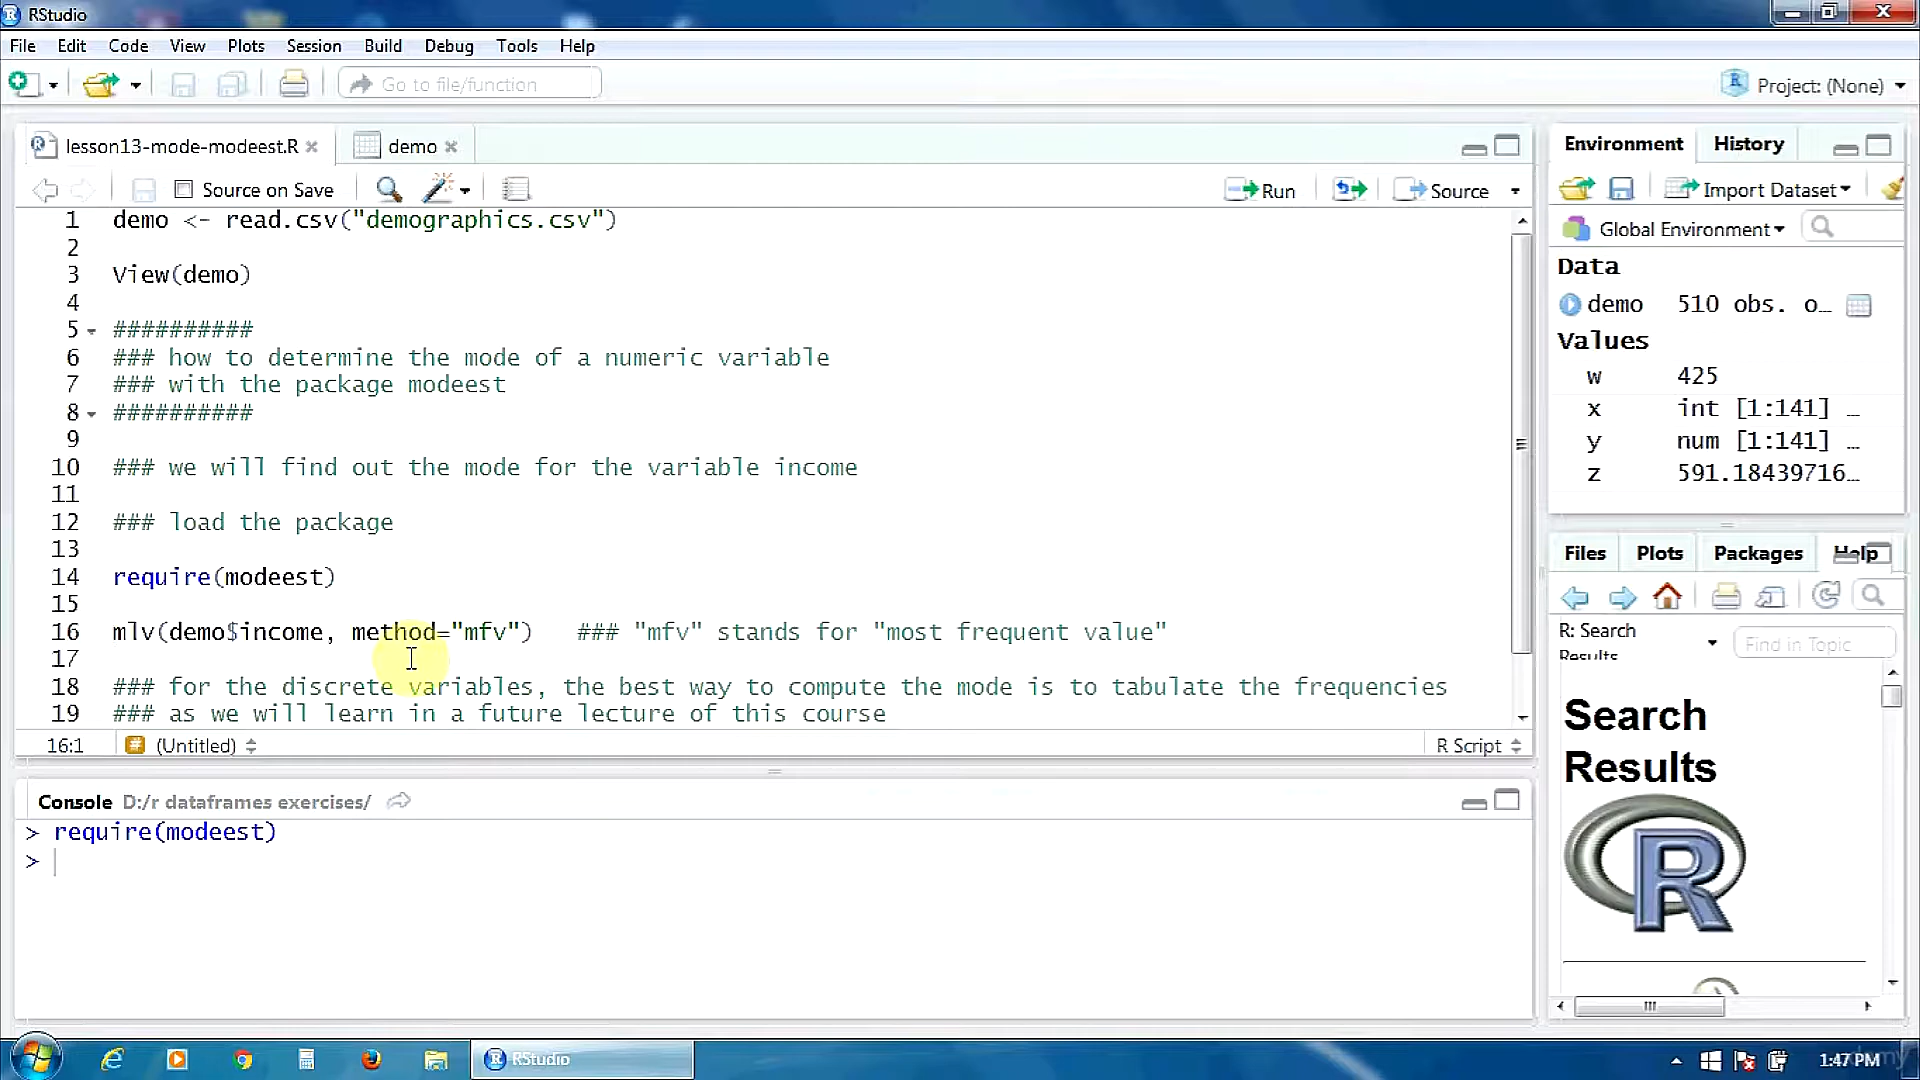 RStudio
File Edit Code View Plots Session Build Debug Tools Help
Go to file/function
Project: (None)
lesson13-mode-modeest.R
demo
Source on Save
Run
Source
1 demo <- read.csv("demographics.csv")
2
3 View(demo)
4
5 ##########
6 ### how to determine the mode of a numeric variable
7 ### with the package modeest
8 ##########
9
10 ### we will find out the mode for the variable income
11
12 ### load the package
13
14 require(modeest)
15
16 mlv(demo$income, method="mfv") ### "mfv" stands for "most frequent value"
17
18 ### for the discrete variables, the best way to compute the mode is to tabulate the frequencies
19 ### as we will learn in a future lecture of this course
16:1 (Untitled) R Script
Console D:/r dataframes exercises/
> require(modeest)
>
Environment History
Import Dataset
Global Environment
Data
demo 510 obs. o…
Values
w 425
x int [1:141] …
y num [1:141] …
z 591.18439716…
Files Plots Packages Help
R: Search Results
Find in Topic
Search
Results
R
RStudio
1:47 PM